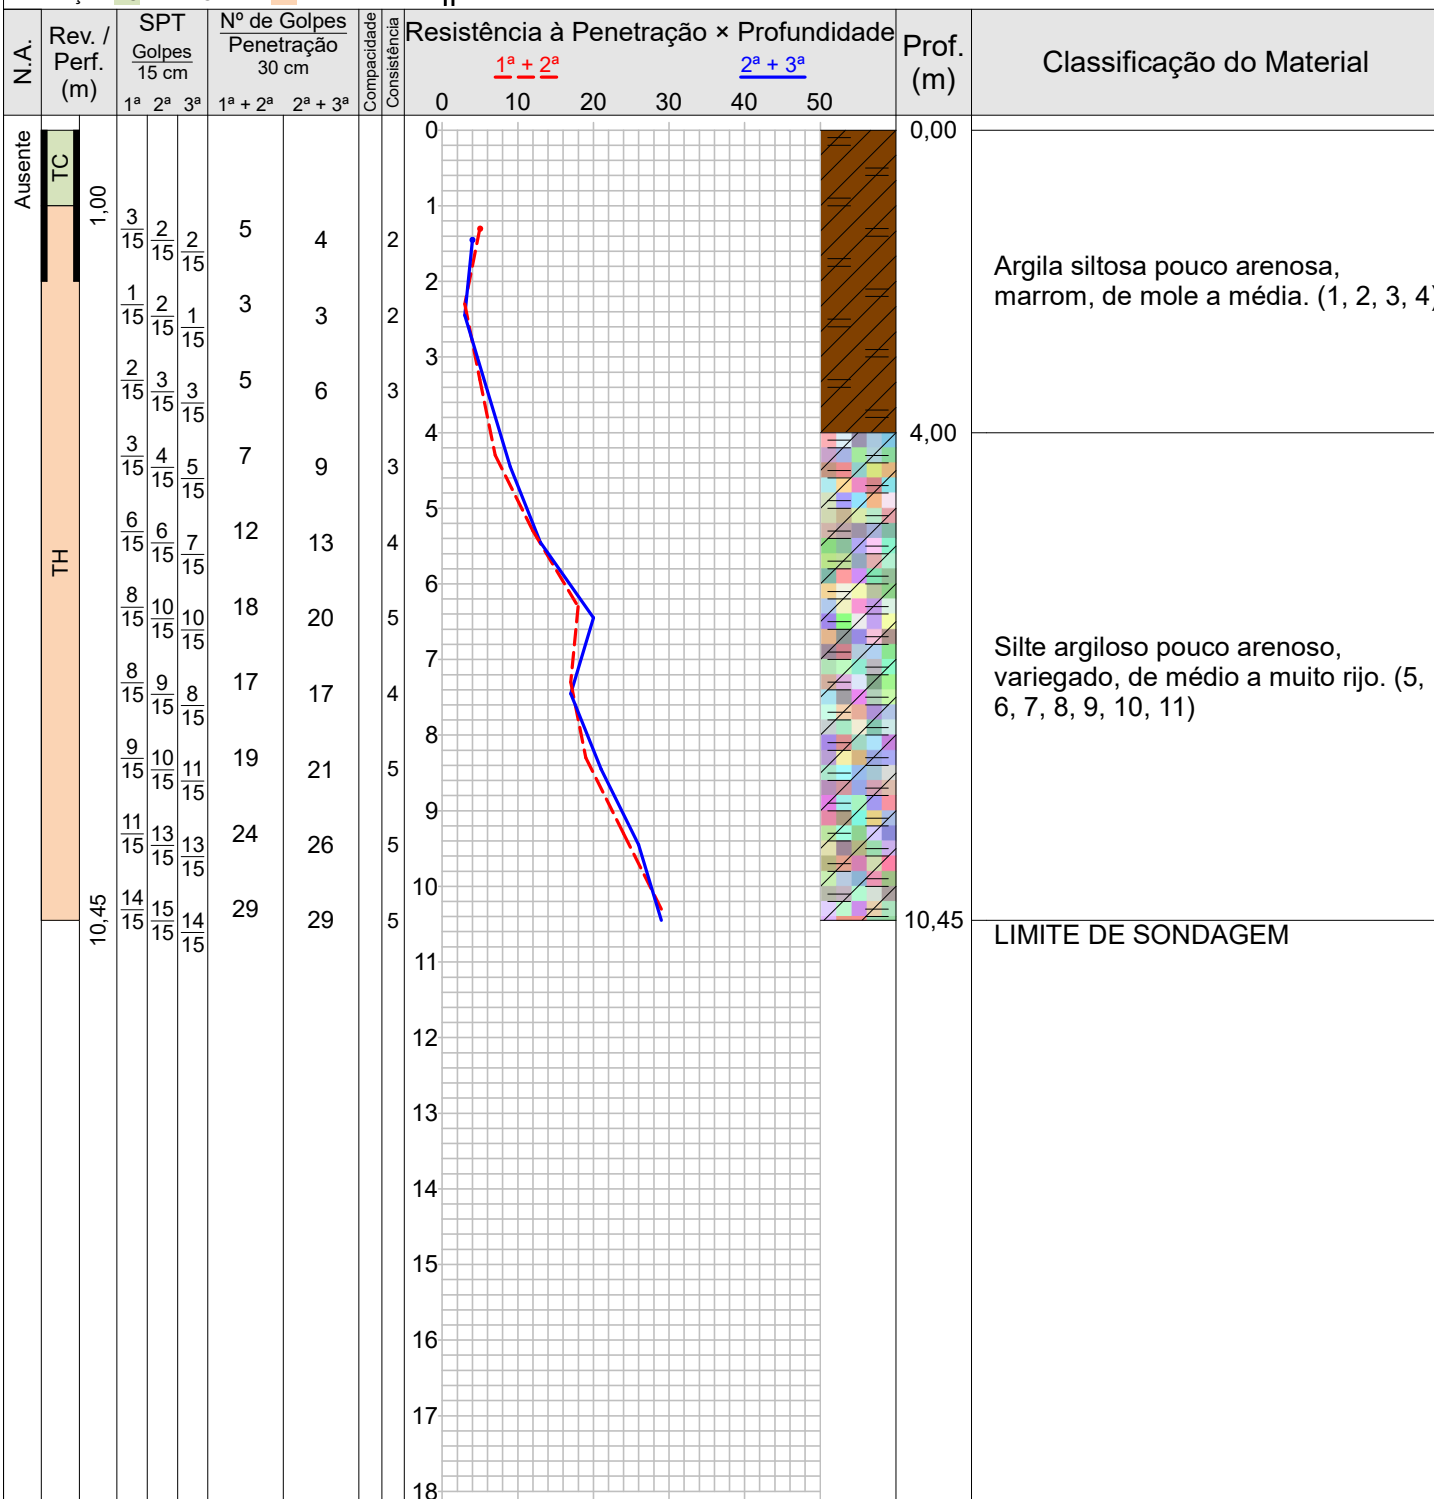 N.A.
Rev. /
Perf.
(m)
SPT
Golpes
15 cm
1ª 2ª 3ª
Nº de Golpes
Penetração
30 cm
1ª + 2ª 2ª + 3ª
Compacidade
Consistência
Resistência à Penetração × Profundidade
1ª + 2ª 2ª + 3ª
0 10 20 30 40 50
Prof.
(m)
Classificação do Material
Ausente
TC
1,00
TH
10,45
3/15 2/15 2/15 5 4 2
1/15 2/15 1/15 3 3 2
2/15 3/15 3/15 5 6 3
3/15 4/15 5/15 7 9 3
6/15 6/15 7/15 12 13 4
8/15 10/15 10/15 18 20 5
8/15 9/15 8/15 17 17 4
9/15 10/15 11/15 19 21 5
11/15 13/15 13/15 24 26 5
14/15 15/15 14/15 29 29 5
0
1
2
3
4
5
6
7
8
9
10
11
12
13
14
15
16
17
18
0,00
4,00
10,45
Argila siltosa pouco arenosa,
marrom, de mole a média. (1, 2, 3, 4)
Silte argiloso pouco arenoso,
variegado, de médio a muito rijo. (5,
6, 7, 8, 9, 10, 11)
LIMITE DE SONDAGEM